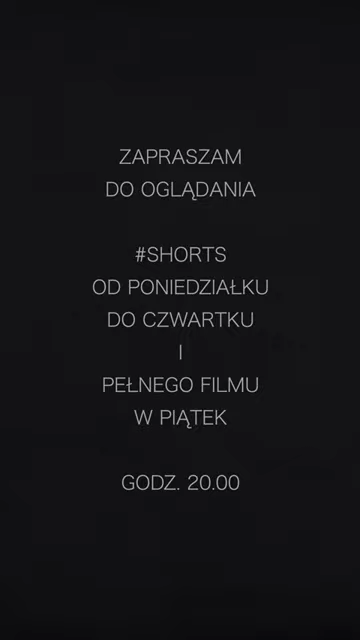 ZAPRASZAM
DO OGLĄDANIA
#SHORTS
OD PONIEDZIAŁKU
DO CZWARTKU
I
PEŁNEGO FILMU
W PIĄTEK
GODZ. 20.00